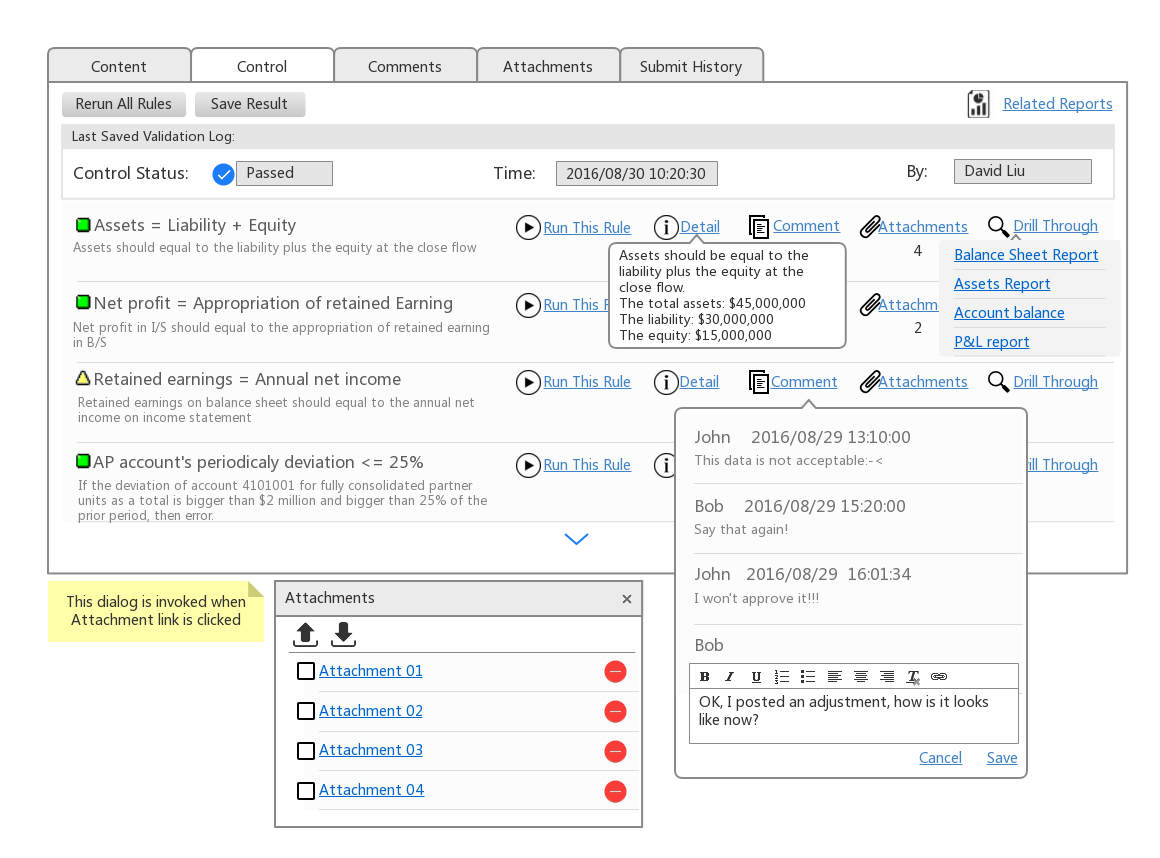 Content
Control
Comments
Attachments
Submit History
Rerun All Rules
Save Result
Related Reports
Last Saved Validation Log:
Control Status:
Passed
Time:
2016/08/30 10:20:30
By:
David Liu
Assets = Liability + Equity
Assets should equal to the liability plus the equity at the close flow
Run This Rule
Detail
Comment
Attachments
4
Drill Through
Assets should be equal to the
liability plus the equity at the
close flow.
The total assets: $45,000,000
The liability: $30,000,000
The equity: $15,000,000
Balance Sheet Report
Assets Report
Account balance
P&L report
Net profit = Appropriation of retained Earning
Net profit in I/S should equal to the appropriation of retained earning
in B/S
Run This R
Attachm
2
Retained earnings = Annual net income
Retained earnings on balance sheet should equal to the annual net
income on income statement
Run This Rule
Detail
Comment
Attachments
Drill Through
AP account's periodicaly deviation <= 25%
If the deviation of account 4101001 for fully consolidated partner
units as a total is bigger than $2 million and bigger than 25% of the
prior period, then error.
Run This Rule
ill Through
John 2016/08/29 13:10:00
This data is not acceptable:-<
Bob 2016/08/29 15:20:00
Say that again!
John 2016/08/29 16:01:34
I won't approve it!!!
Bob
B I U
OK, I posted an adjustment, how is it looks
like now?
Cancel
Save
This dialog is invoked when
Attachment link is clicked
Attachments
Attachment 01
Attachment 02
Attachment 03
Attachment 04